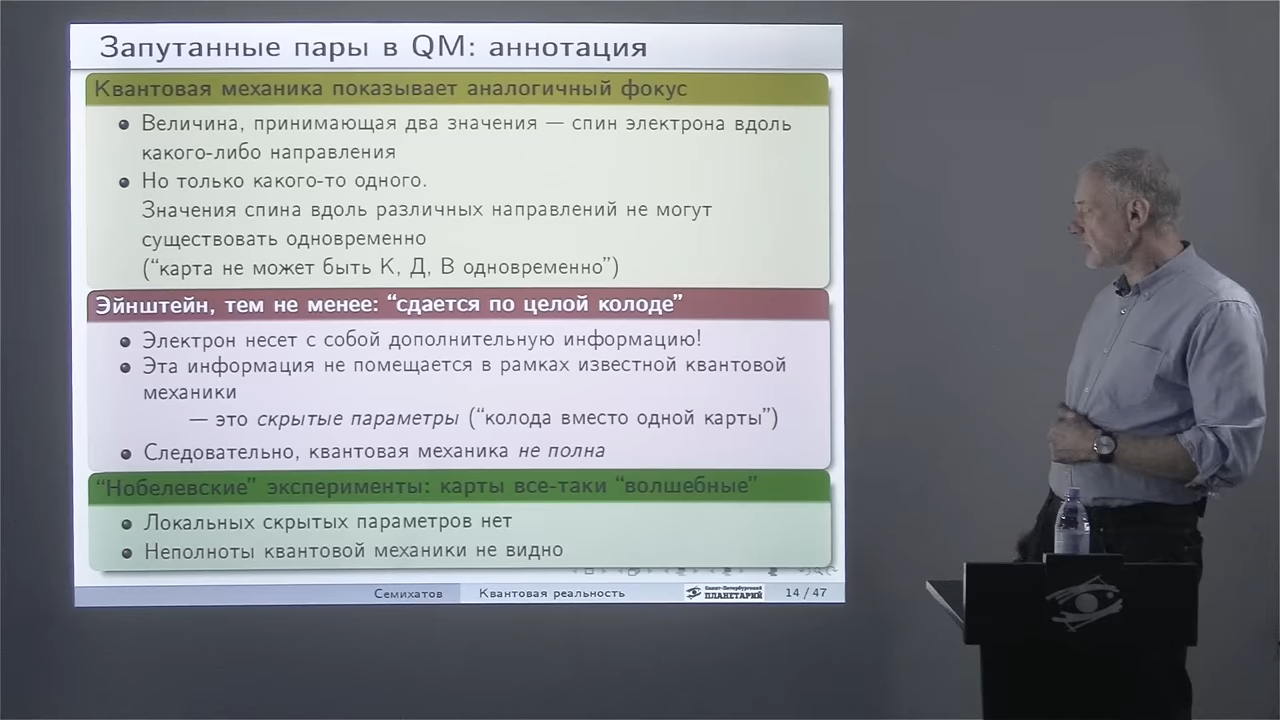 Запутанные пары в QM: аннотация
Квантовая механика показывает аналогичный фокус
Величина, принимающая два значения — спин электрона вдоль
какого-либо направления
Но только какого-то одного.
Значения спина вдоль различных направлений не могут
существовать одновременно
(“карта не может быть К, Д, В одновременно”)
Эйнштейн, тем не менее: “сдается по целой колоде”
Электрон несет с собой дополнительную информацию!
Эта информация не помещается в рамках известной квантовой
механики
— это скрытые параметры (“колода вместо одной карты”)
Следовательно, квантовая механика не полна
“Нобелевские” эксперименты: карты все-таки “волшебные”
Локальных скрытых параметров нет
Неполноты квантовой механики не видно
Семихатов
Квантовая реальность
Санкт-Петербургский
ПЛАНЕТАРИЙ
14 / 47